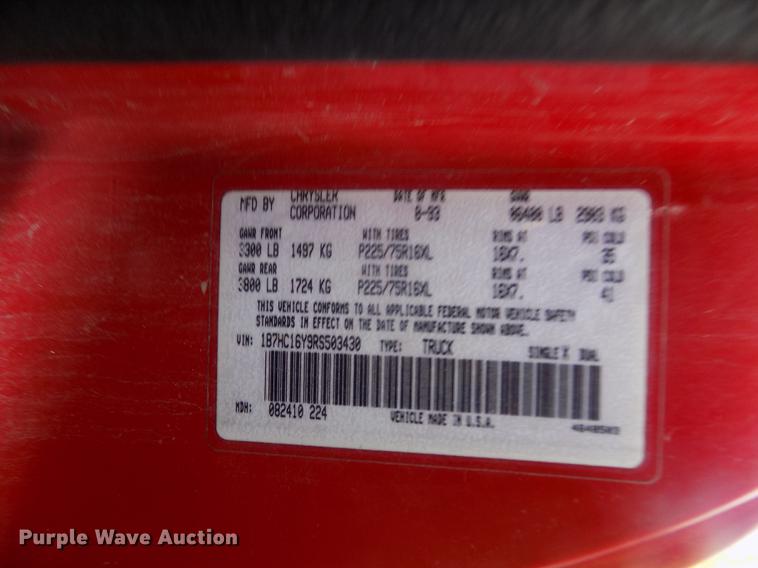 MFD BY CHRYSLER CORPORATION DATE OF MFR 8-93 GVWR 06400 LB 2903 KG
GAWR FRONT WITH TIRES RIMS AT PSI COLD
3300 LB 1497 KG P225/75R16XL 16X7. 35
GAWR REAR WITH TIRES RIMS AT PSI COLD
3800 LB 1724 KG P225/75R16XL 16X7. 41
THIS VEHICLE CONFORMS TO ALL APPLICABLE FEDERAL MOTOR VEHICLE SAFETY
STANDARDS IN EFFECT ON THE DATE OF MANUFACTURE SHOWN ABOVE.
VIN: 1B7HC16Y9RS503430 TYPE: TRUCK SINGLE X DUAL
MDH: 082410 224 VEHICLE MADE IN U.S.A.
Purple Wave Auction